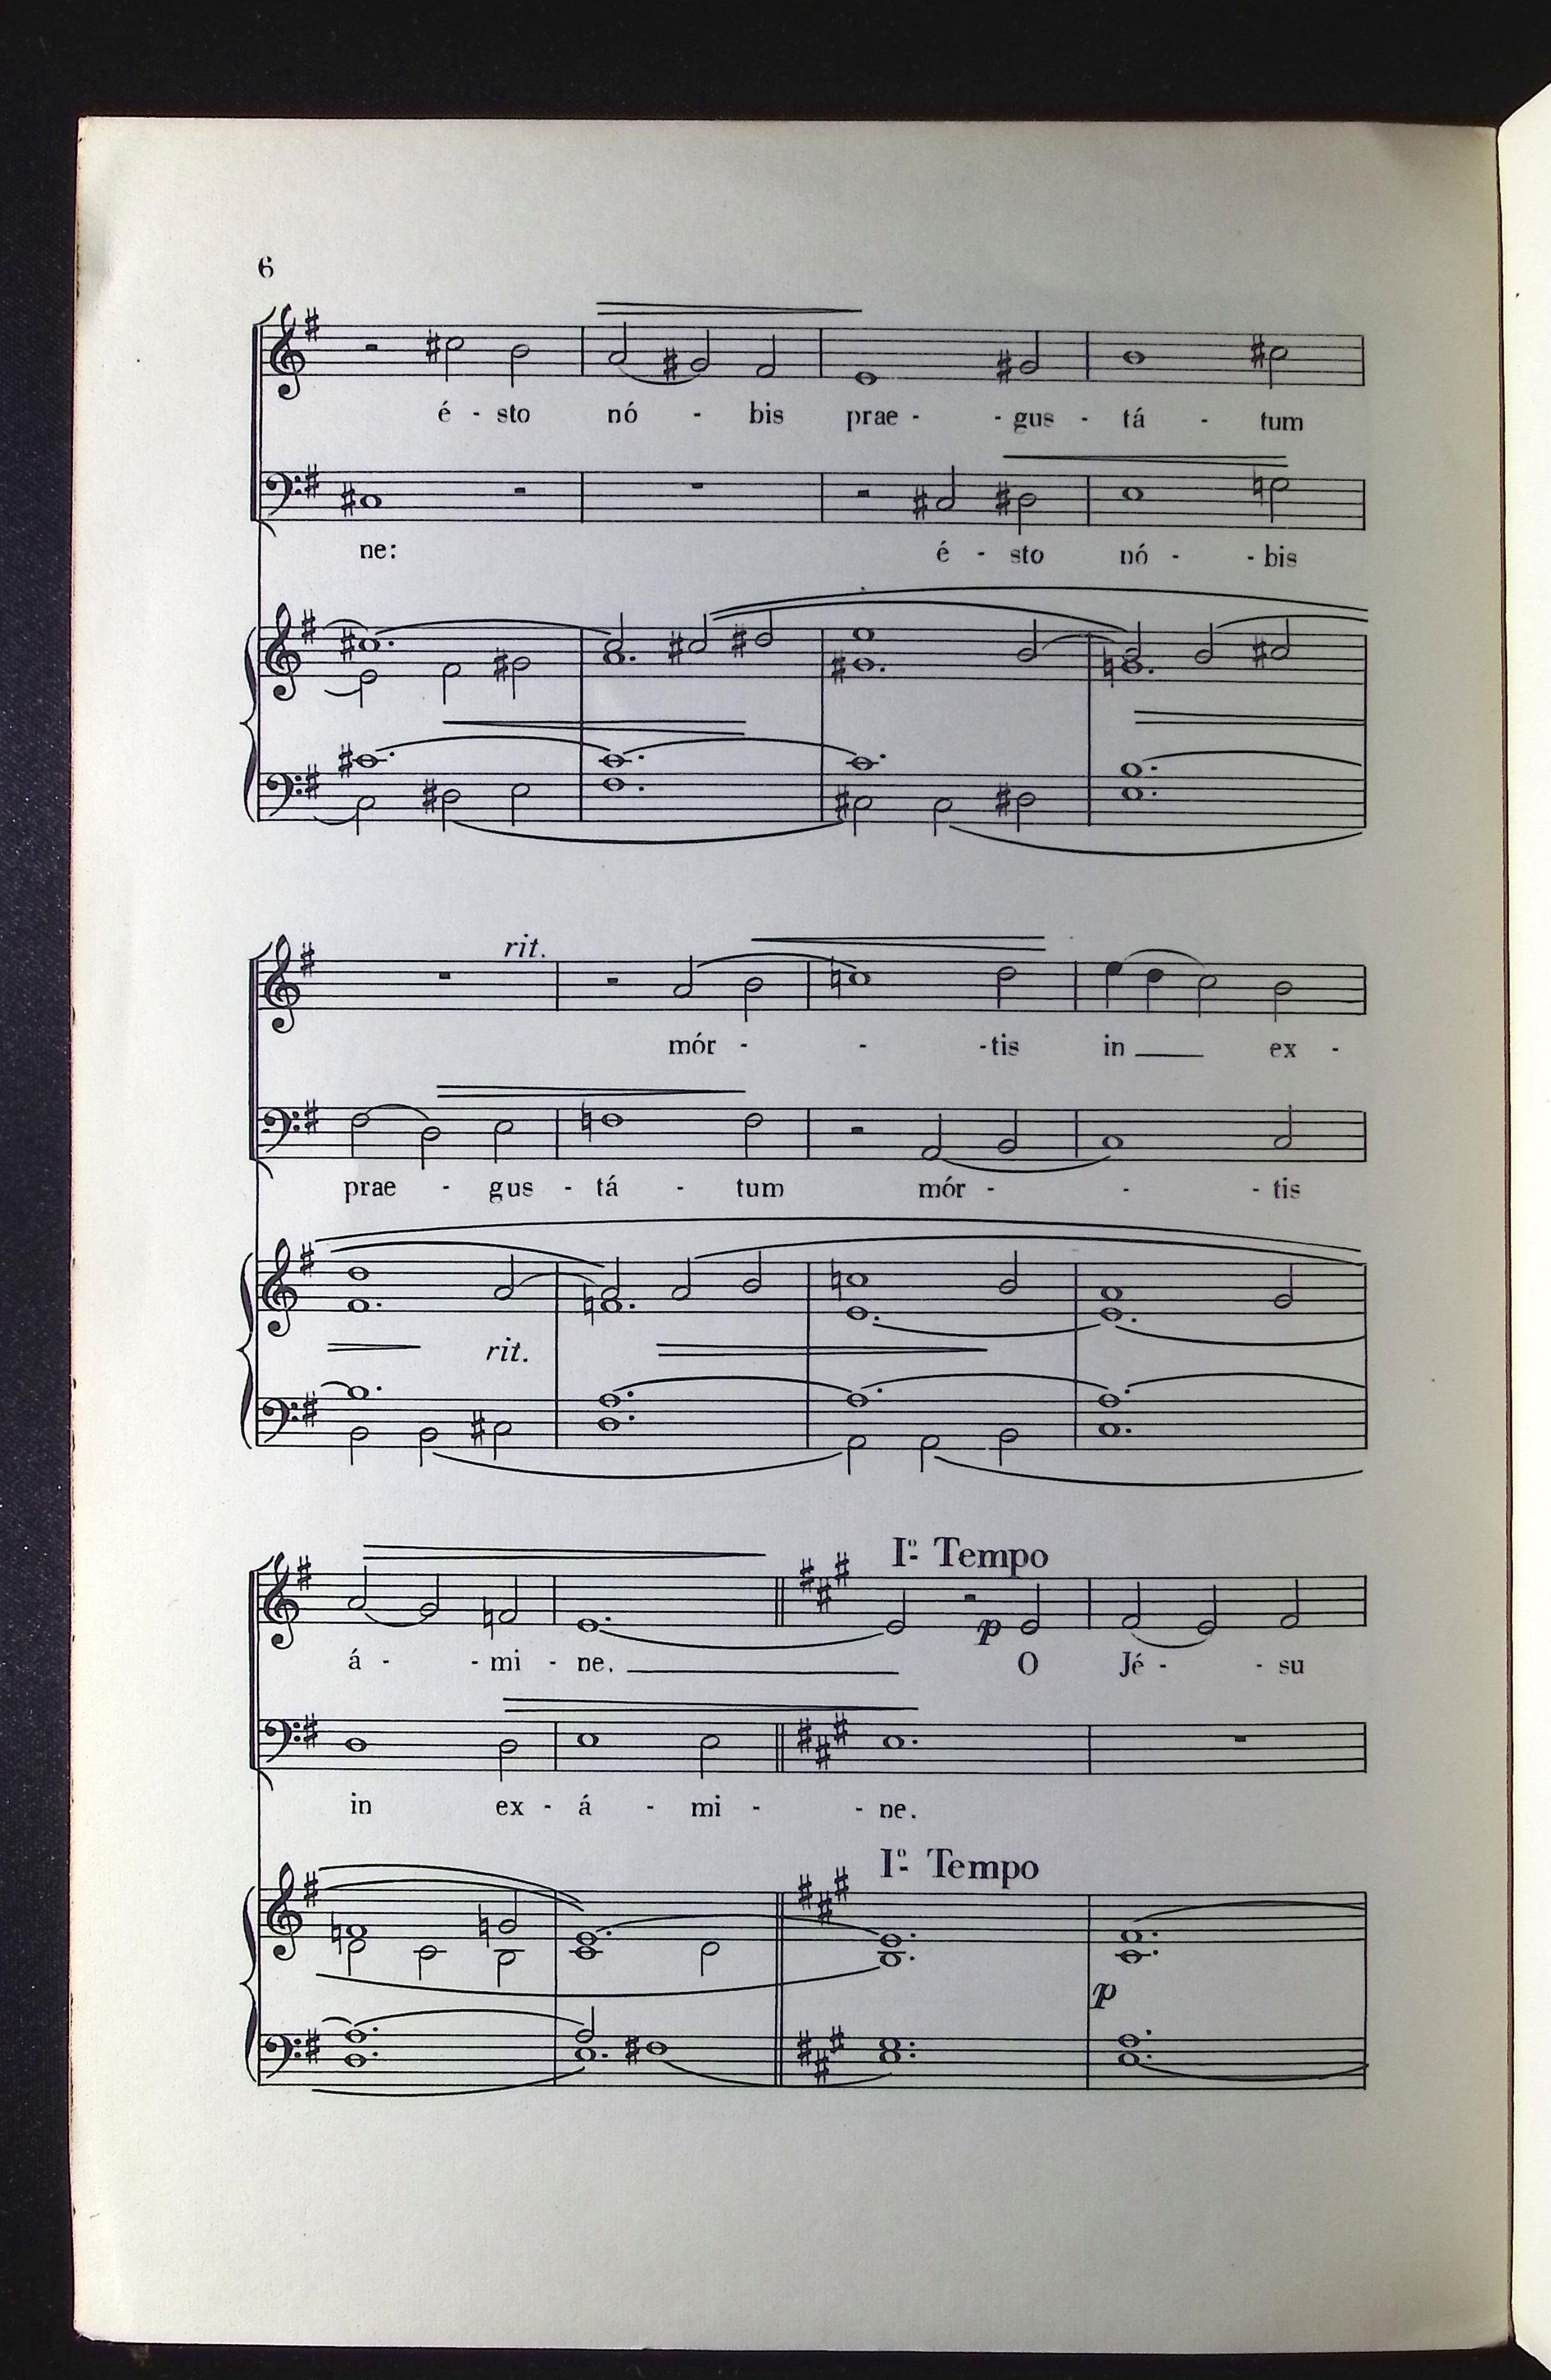 6
é - sto nó - bis prae - - gus - tá - tum
ne: é - sto nó - - bis
rit.
mór - - - tis in ex -
prae - gus - tá - tum mór - - - tis
rit.
Iº Tempo
p
á - - mi - ne. O Jé - - su
in ex - á - mi - - ne.
Iº Tempo
p